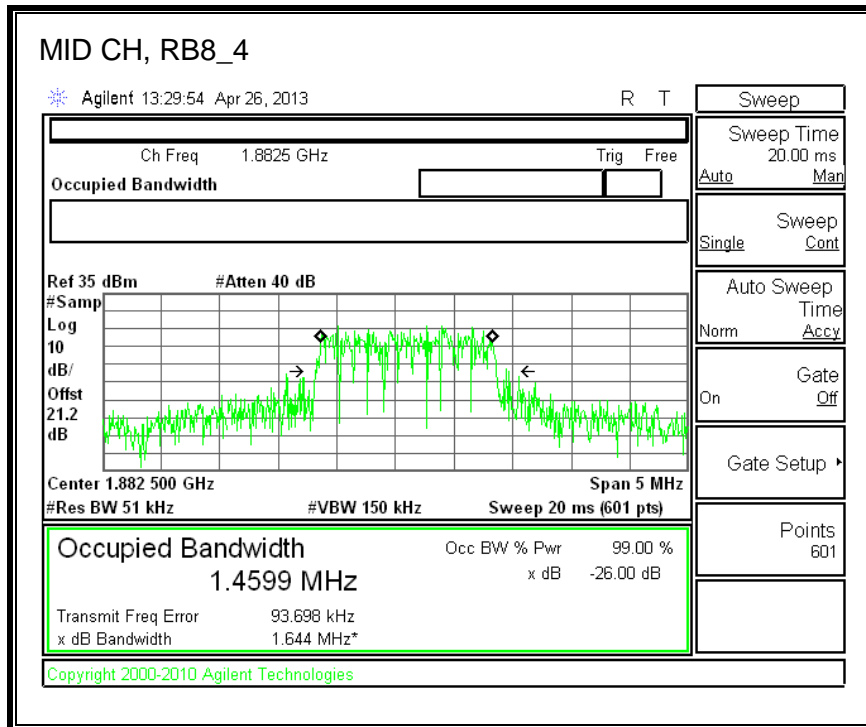 MID CH, RB8_4
Agilent 13:29:54 Apr 26, 2013 R T
Ch Freq 1.8825 GHz Trig Free
Occupied Bandwidth
Ref 35 dBm #Atten 40 dB
#Samp
Log
10
dB/
Offst
21.2
dB
Center 1.882 500 GHz Span 5 MHz
#Res BW 51 kHz #VBW 150 kHz Sweep 20 ms (601 pts)
Occupied Bandwidth Occ BW % Pwr 99.00 %
1.4599 MHz x dB -26.00 dB
Transmit Freq Error 93.698 kHz
x dB Bandwidth 1.644 MHz*
Copyright 2000-2010 Agilent Technologies
Sweep
Sweep Time
20.00 ms
Auto Man
Sweep
Single Cont
Auto Sweep
Time
Norm Accy
Gate
On Off
Gate Setup
Points
601